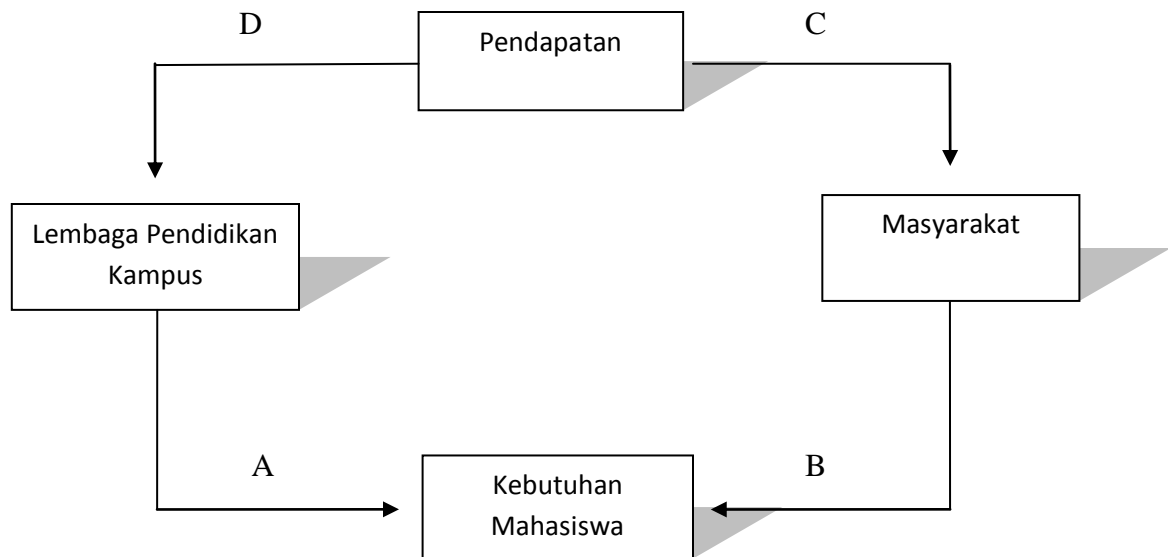 D
Pendapatan
C
Lembaga Pendidikan
Kampus
Masyarakat
A
Kebutuhan
Mahasiswa
B